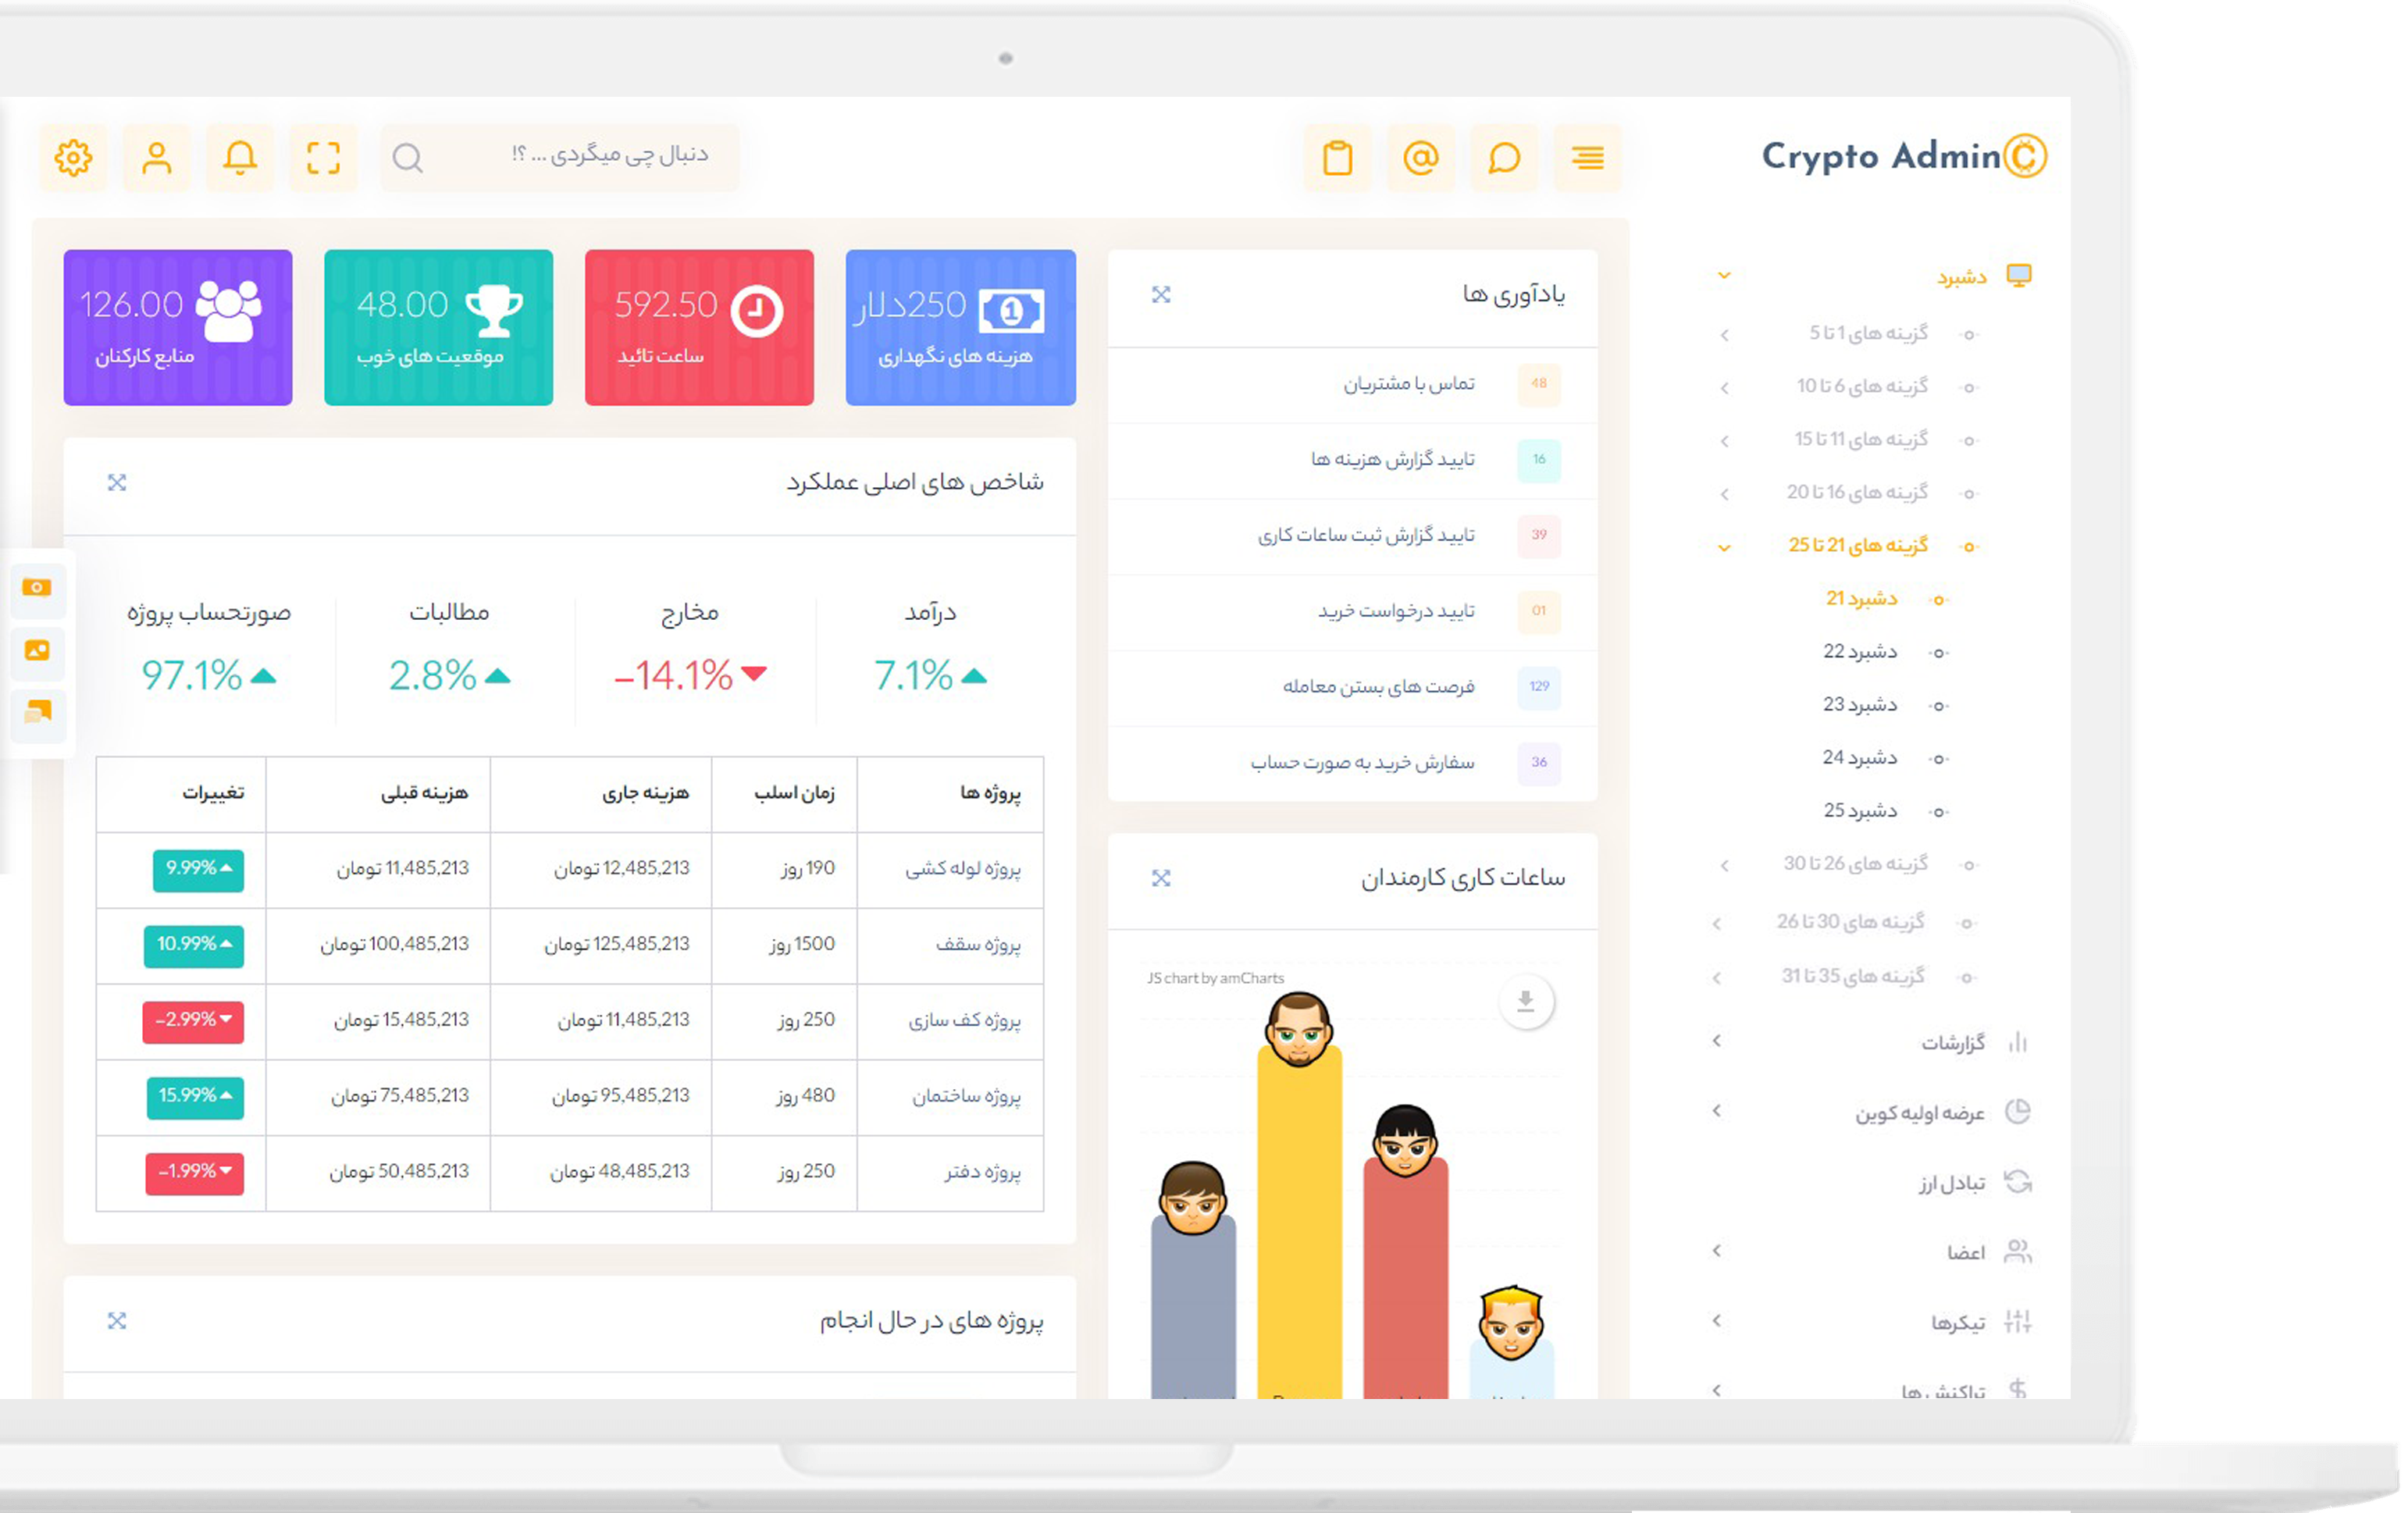 Crypto Admin
دنبال چی میگردی ... ؟!
دشبرد
گزینه های 1 تا 5
گزینه های 6 تا 10
گزینه های 11 تا 15
گزینه های 16 تا 20
گزینه های 21 تا 25
دشبرد 21
دشبرد 22
دشبرد 23
دشبرد 24
دشبرد 25
گزینه های 26 تا 30
گزینه های 30 تا 26
گزینه های 35 تا 31
گزارشات
عرضه اولیه کوین
تبادل ارز
اعضا
تیکرها
تراکنش ها
یادآوری ها
48 تماس با مشتریان
16 تایید گزارش هزینه ها
39 تایید گزارش ثبت ساعات کاری
01 تایید درخواست خرید
129 فرصت های بستن معامله
36 سفارش خرید به صورت حساب
ساعات کاری کارمندان
JS chart by amCharts
250دلار
هزینه های نگهداری
592.50
ساعت تائید
48.00
موقعیت های خوب
126.00
منابع کارکنان
شاخص های اصلی عملکرد
درآمد
7.1%
مخارج
-14.1%
مطالبات
2.8%
صورتحساب پروژه
97.1%
پروژه ها زمان اسلب هزینه جاری هزینه قبلی تغییرات
پروژه لوله کشی 190 روز 12,485,213 تومان 11,485,213 تومان 9.99%
پروژه سقف 1500 روز 125,485,213 تومان 100,485,213 تومان 10.99%
پروژه کف سازی 250 روز 11,485,213 تومان 15,485,213 تومان -2.99%
پروژه ساختمان 480 روز 95,485,213 تومان 75,485,213 تومان 15.99%
پروژه دفتر 250 روز 48,485,213 تومان 50,485,213 تومان -1.99%
پروژه های در حال انجام